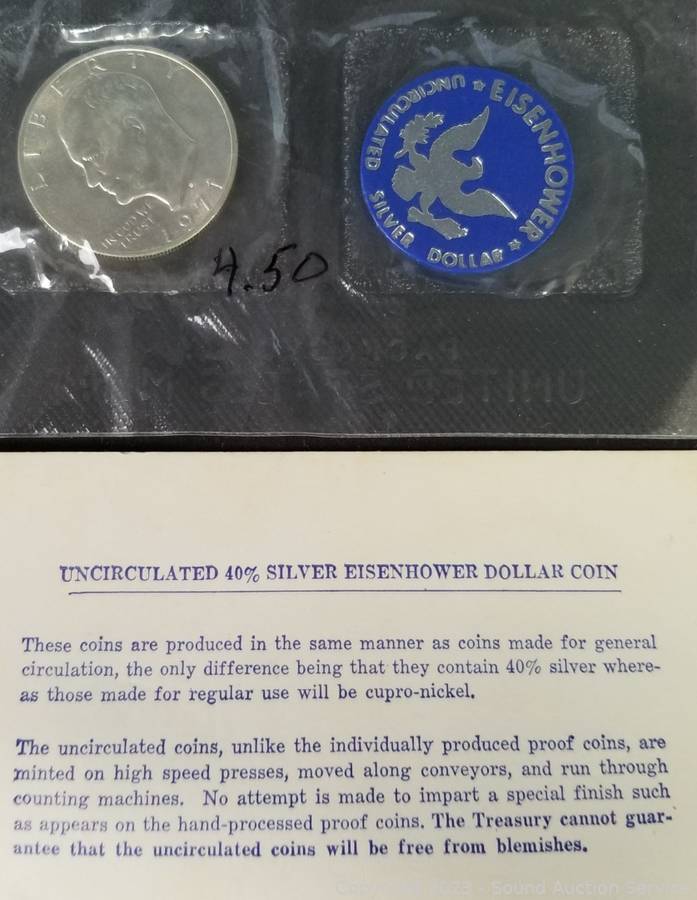 LIBERTY
IN GOD WE
TRUST
1971
EISENHOWER
UNCIRCULATED SILVER DOLLAR
4.50
UNITED STATES MINT
UNCIRCULATED 40% SILVER EISENHOWER DOLLAR COIN
These coins are produced in the same manner as coins made for general
circulation, the only difference being that they contain 40% silver where-
as those made for regular use will be cupro-nickel.
The uncirculated coins, unlike the individually produced proof coins, are
minted on high speed presses, moved along conveyors, and run through
counting machines. No attempt is made to impart a special finish such
as appears on the hand-processed proof coins. The Treasury cannot guar-
antee that the uncirculated coins will be free from blemishes.
Copyright 2023 - Sound Auction Service